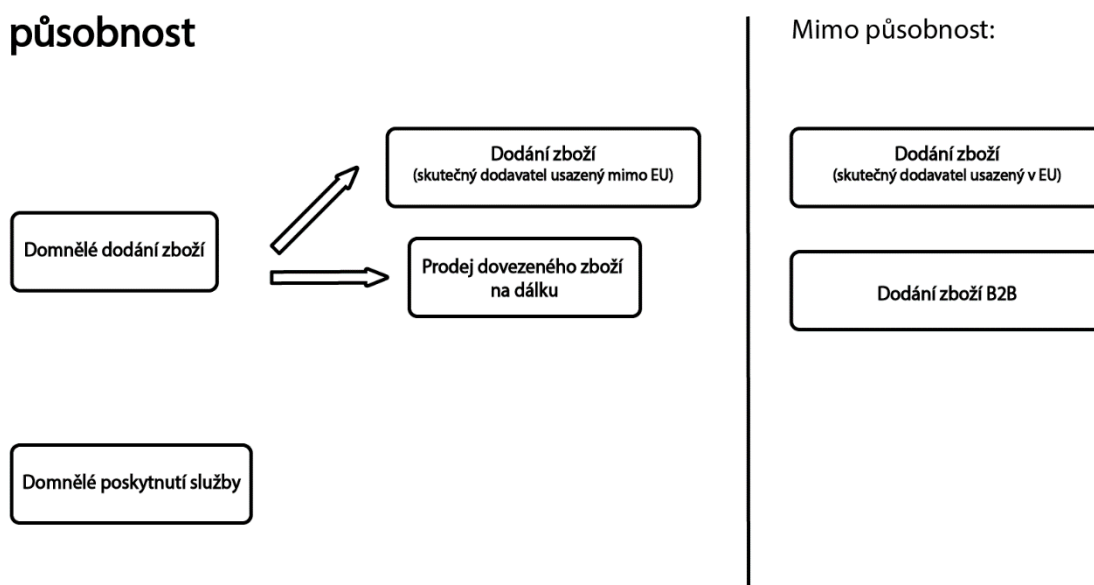 působnost
Mimo působnost:
Dodání zboží
(skutečný dodavatel usazený mimo EU)
Dodání zboží
(skutečný dodavatel usazený v EU)
Domnělé dodání zboží
Prodej dovezeného zboží
na dálku
Dodání zboží B2B
Domnělé poskytnutí služby